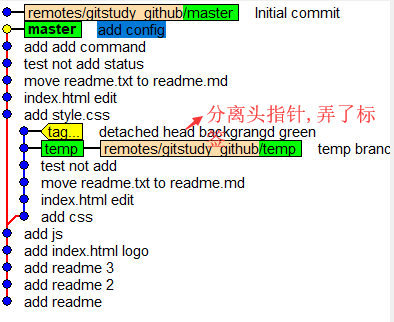 remotes/gitstudy_github/master Initial commit
master add config
add add command
test not add status
move readme.txt to readme.md
index.html edit
add style.css
分离头指针, 弄了标签
tag... detached head backgrangd green
temp remotes/gitstudy_github/temp temp branc
test not add
move readme.txt to readme.md
index.html edit
add css
add js
add index.html logo
add readme 3
add readme 2
add readme